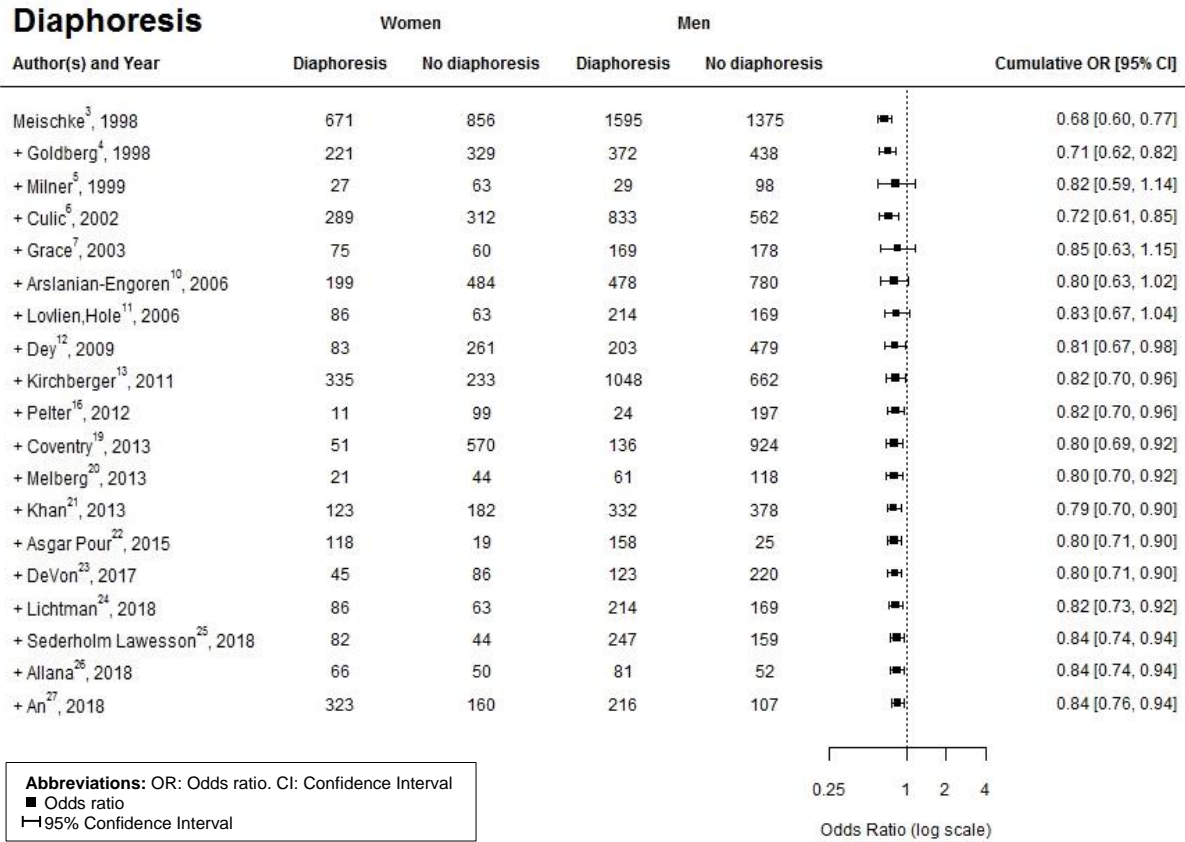 Diaphoresis
Women Men
Author(s) and Year Diaphoresis No diaphoresis Diaphoresis No diaphoresis Cumulative OR [95% CI]
Meischke3, 1998 671 856 1595 1375 0.68 [0.60, 0.77]
+ Goldberg4, 1998 221 329 372 438 0.71 [0.62, 0.82]
+ Milner5, 1999 27 63 29 98 0.82 [0.59, 1.14]
+ Culic6, 2002 289 312 833 562 0.72 [0.61, 0.85]
+ Grace7, 2003 75 60 169 178 0.85 [0.63, 1.15]
+ Arslanian-Engoren10, 2006 199 484 478 780 0.80 [0.63, 1.02]
+ Lovlien,Hole11, 2006 86 63 214 169 0.83 [0.67, 1.04]
+ Dey12, 2009 83 261 203 479 0.81 [0.67, 0.98]
+ Kirchberger13, 2011 335 233 1048 662 0.82 [0.70, 0.96]
+ Pelter16, 2012 11 99 24 197 0.82 [0.70, 0.96]
+ Coventry19, 2013 51 570 136 924 0.80 [0.69, 0.92]
+ Melberg20, 2013 21 44 61 118 0.80 [0.70, 0.92]
+ Khan21, 2013 123 182 332 378 0.79 [0.70, 0.90]
+ Asgar Pour22, 2015 118 19 158 25 0.80 [0.71, 0.90]
+ DeVon23, 2017 45 86 123 220 0.80 [0.71, 0.90]
+ Lichtman24, 2018 86 63 214 169 0.82 [0.73, 0.92]
+ Sederholm Lawesson25, 2018 82 44 247 159 0.84 [0.74, 0.94]
+ Allana26, 2018 66 50 81 52 0.84 [0.74, 0.94]
+ An27, 2018 323 160 216 107 0.84 [0.76, 0.94]
Abbreviations: OR: Odds ratio. CI: Confidence Interval
Odds ratio
95% Confidence Interval
0.25 1 2 4
Odds Ratio (log scale)